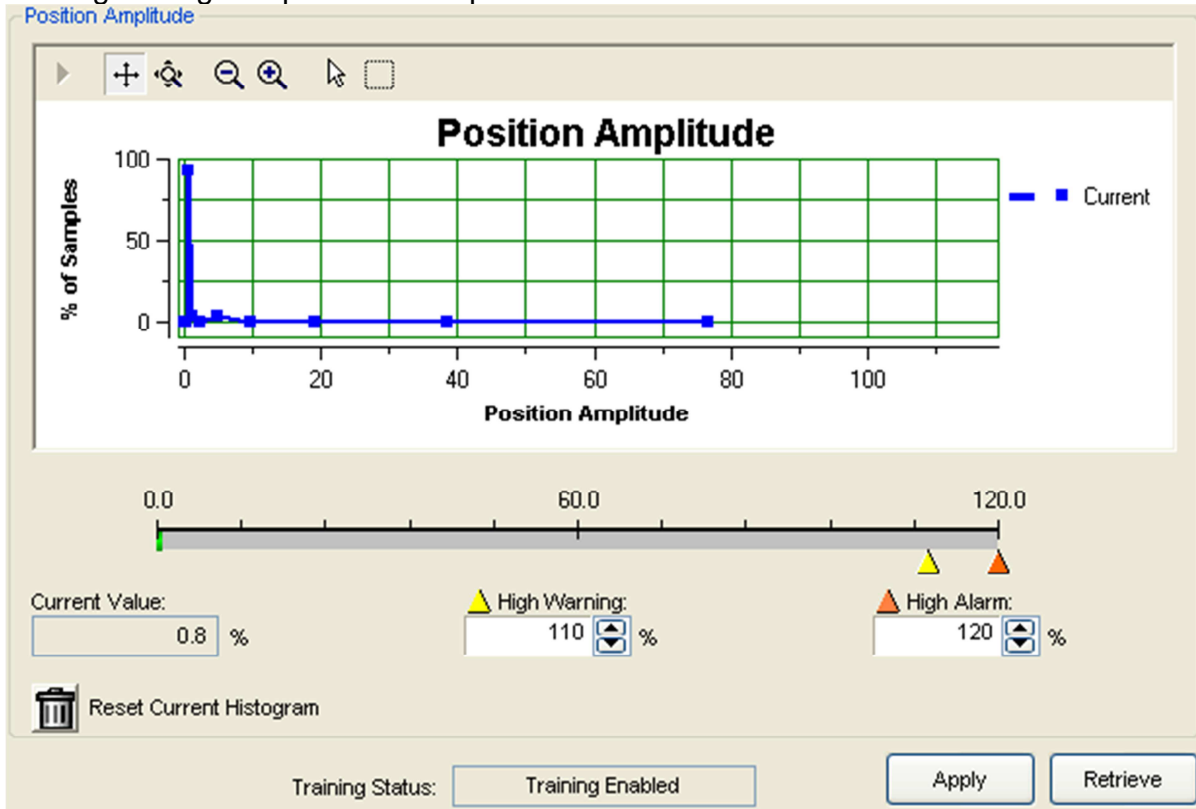 Position Amplitude
Position Amplitude
100
50
0
% of Samples
Current
0 20 40 60 80 100
Position Amplitude
0.0 60.0 120.0
Current Value:
0.8 %
High Warning:
110 %
High Alarm:
120 %
Reset Current Histogram
Training Status: Training Enabled
Apply Retrieve